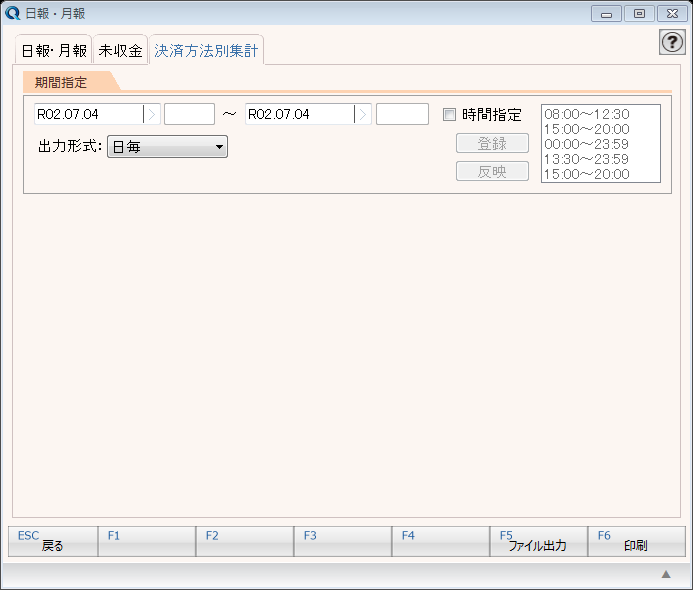 日報・月報
日報・月報 未収金 決済方法別集計 ?
期間指定
R02.07.04 ～ R02.07.04 時間指定
08:00～12:30
15:00～20:00
00:00～23:59
13:30～23:59
15:00～20:00
出力形式: 日毎
登録
反映
ESC 戻る
F1
F2
F3
F4
F5 ファイル出力
F6 印刷